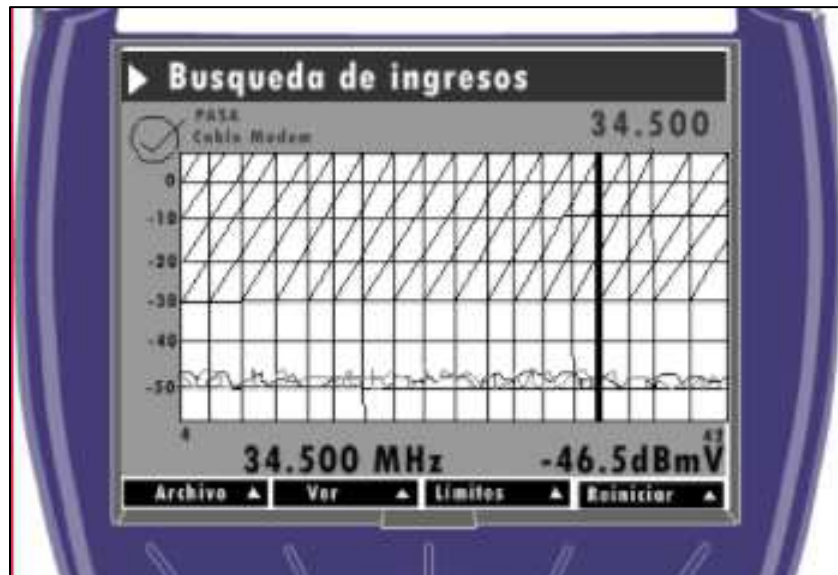 Busqueda de ingresos
PASA
Cable Modem
34.500
0
-10
-20
-30
-40
-50
4
42
34.500 MHz
-46.5dBmV
Archivo
Ver
Límites
Reiniciar